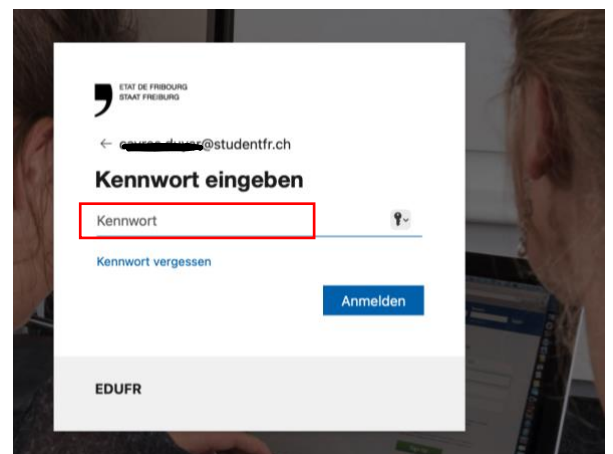 ETAT DE FRIBOURG
STAAT FREIBURG
@studentfr.ch
Kennwort eingeben
Kennwort
Kennwort vergessen
Anmelden
EDUFR